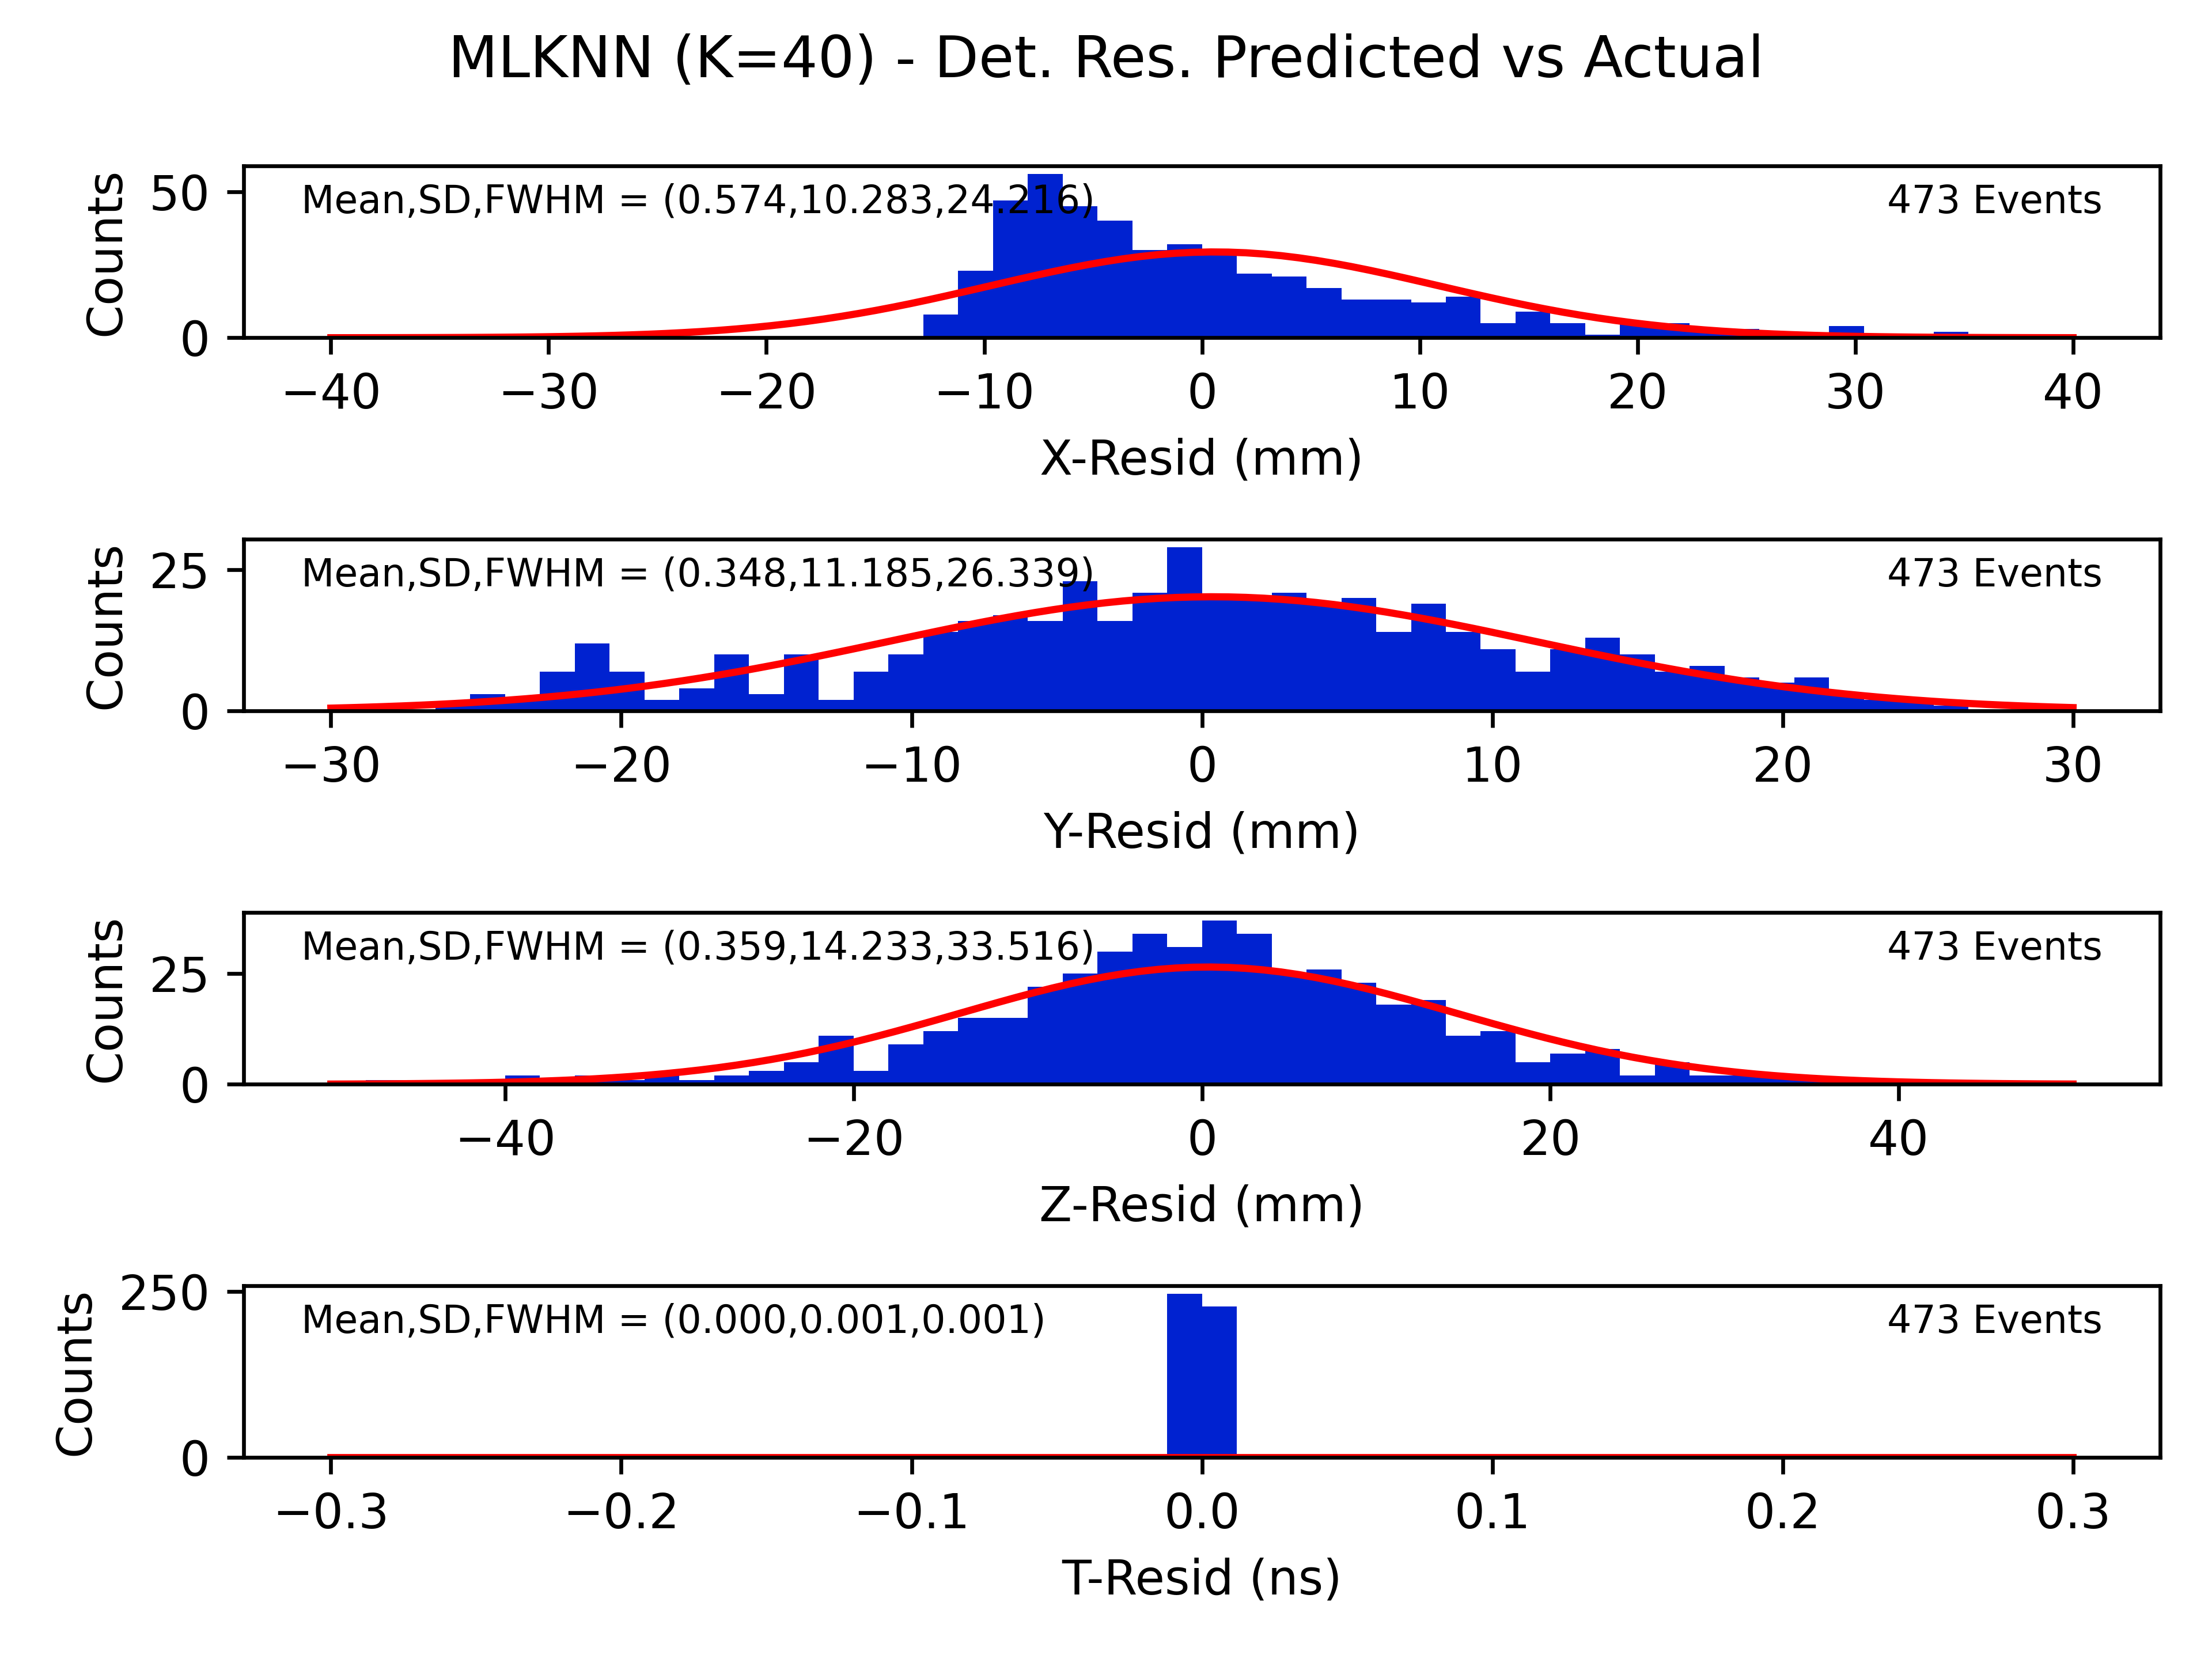 MLKNN (K=40) - Det. Res. Predicted vs Actual
Counts
50
0
Mean,SD,FWHM = (0.574,10.283,24.216)
473 Events
−40 −30 −20 −10 0 10 20 30 40
X-Resid (mm)
Counts
25
0
Mean,SD,FWHM = (0.348,11.185,26.339)
473 Events
−30 −20 −10 0 10 20 30
Y-Resid (mm)
Counts
25
0
Mean,SD,FWHM = (0.359,14.233,33.516)
473 Events
−40 −20 0 20 40
Z-Resid (mm)
Counts
250
0
Mean,SD,FWHM = (0.000,0.001,0.001)
473 Events
−0.3 −0.2 −0.1 0.0 0.1 0.2 0.3
T-Resid (ns)